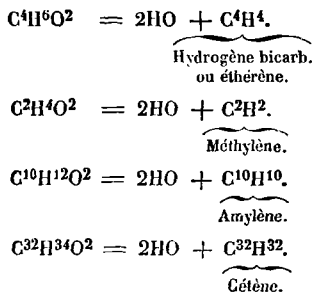 C⁴H⁶O² = 2HO + C⁴H⁴.
Hydrogène bicarb.
ou éthérène.
C²H⁴O² = 2HO + C²H².
Méthylène.
C¹⁰H¹²O² = 2HO + C¹⁰H¹⁰.
Amylène.
C³²H³⁴O² = 2HO + C³²H³².
Cétène.